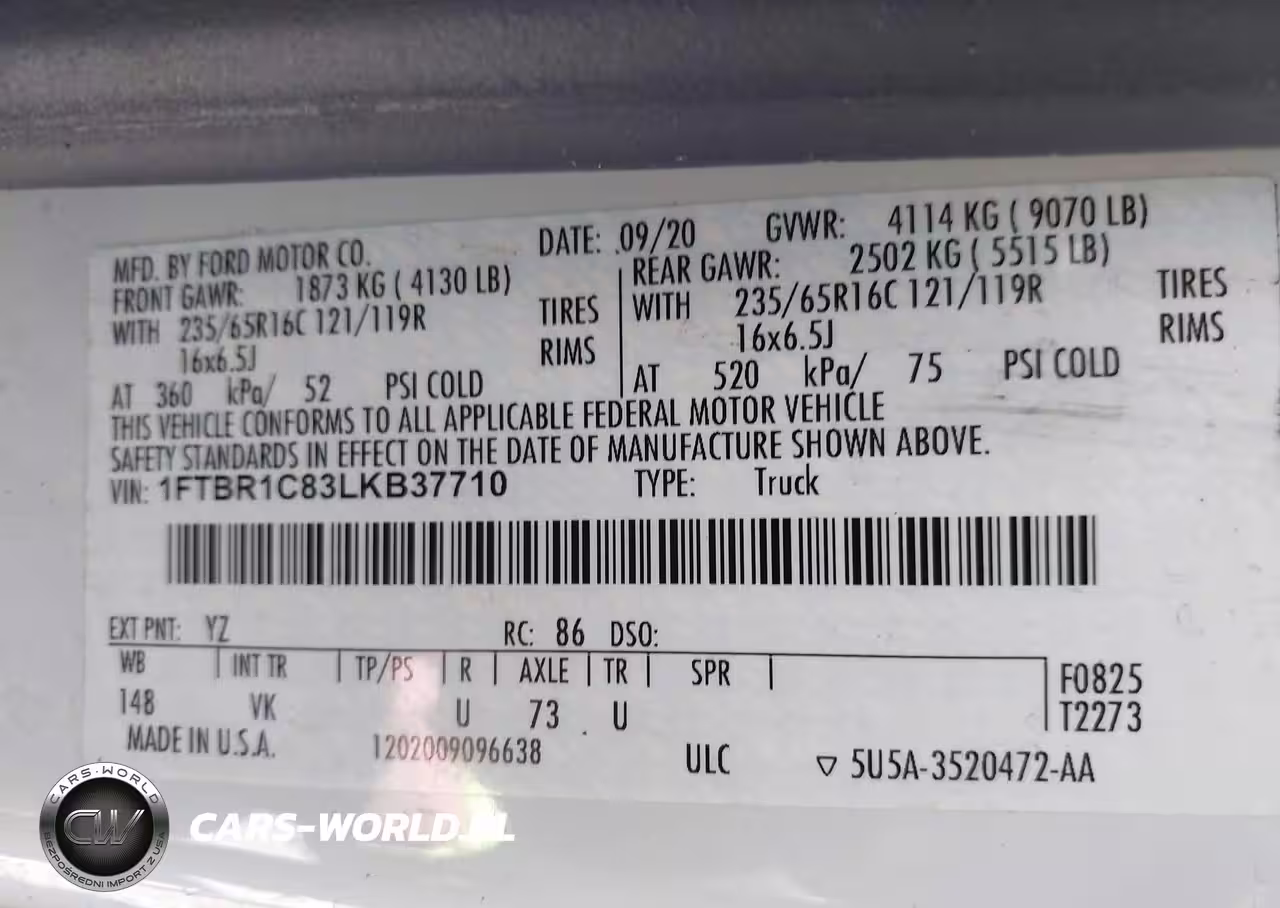 MFD. BY FORD MOTOR CO. DATE: 09/20 GVWR: 4114 KG ( 9070 LB)
FRONT GAWR: 1873 KG ( 4130 LB) REAR GAWR: 2502 KG ( 5515 LB)
WITH 235/65R16C 121/119R TIRES WITH 235/65R16C 121/119R TIRES
16x6.5J RIMS 16x6.5J RIMS
AT 360 kPa/ 52 PSI COLD AT 520 kPa/ 75 PSI COLD
THIS VEHICLE CONFORMS TO ALL APPLICABLE FEDERAL MOTOR VEHICLE
SAFETY STANDARDS IN EFFECT ON THE DATE OF MANUFACTURE SHOWN ABOVE.
VIN: 1FTBR1C83LKB37710 TYPE: Truck
EXT PNT: YZ RC: 86 DSO:
WB INT TR TP/PS R AXLE TR SPR F0825
148 VK U 73 U T2273
MADE IN U.S.A. 1202009096638 ULC ▽ 5U5A-3520472-AA
CARS-WORLD
CW
BEZPOŚREDNI IMPORT Z USA
CARS-WORLD.PL